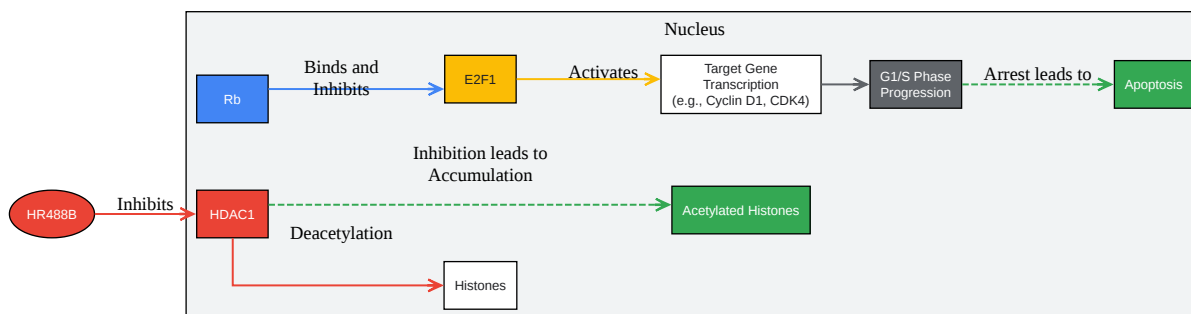 Nucleus
Binds and
Inhibits
Rb
E2F1
Activates
Target Gene
Transcription
(e.g., Cyclin D1, CDK4)
G1/S Phase
Progression
Arrest leads to
Apoptosis
Inhibition leads to
Accumulation
HR488B
Inhibits
HDAC1
Acetylated Histones
Deacetylation
Histones